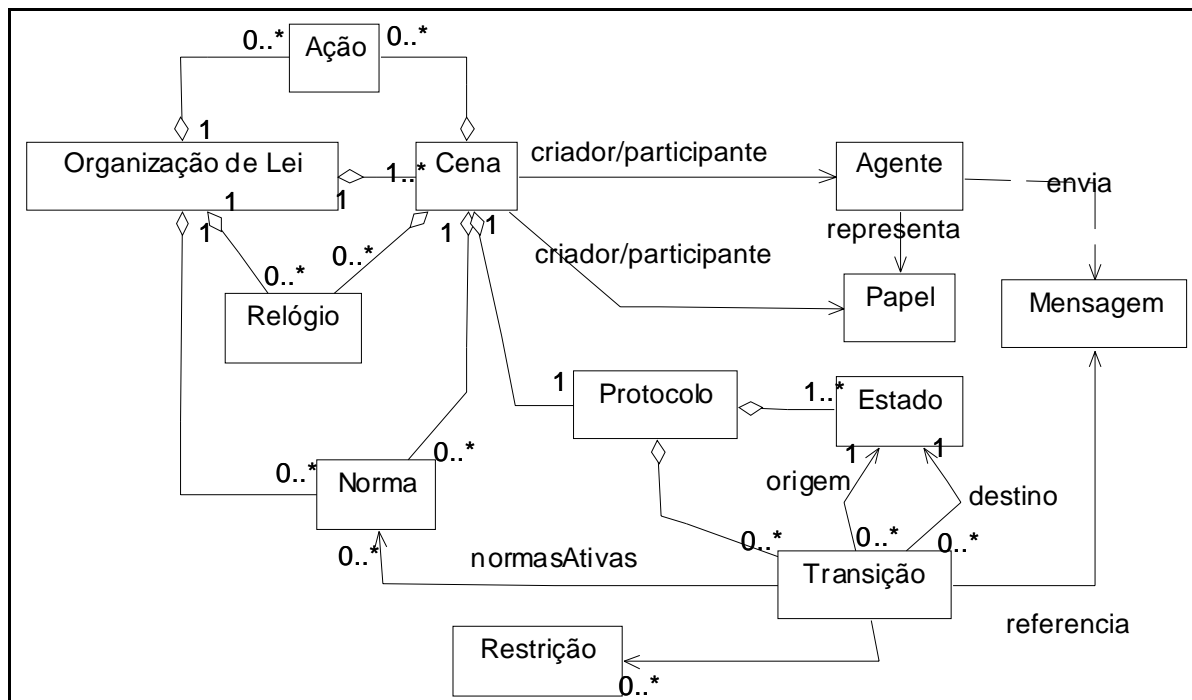 0..*
Ação
0..*
1
Organização de Lei
1
1..*
Cena
criador/participante
Agente
envia
1
1
0..*
1
1
representa
criador/participante
0..*
Relógio
Papel
Mensagem
1
Protocolo
1..*
Estado
1
1
0..*
0..*
Norma
origem
destino
0..*
normasAtivas
0..*
0..*
0..*
Transição
referencia
Restrição
0..*